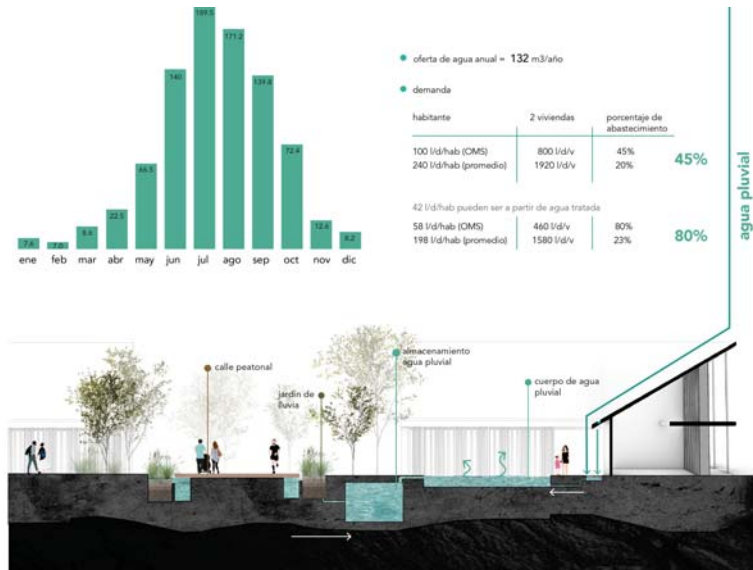 189.5
171.2
140
139.6
72.4
66.5
22.5
12.6
8.6
8.2
7.6
7.0
ene feb mar abr may jun jul ago sep oct nov dic
oferta de agua anual = 132 m3/año
demanda
habitante 2 viviendas porcentaje de
abastecimiento
100 l/d/hab (OMS) 800 l/d/v 45%
240 l/d/hab (promedio) 1920 l/d/v 20%
45%
42 l/d/hab pueden ser a partir de agua tratada
58 l/d/hab (OMS) 460 l/d/v 80%
198 l/d/hab (promedio) 1580 l/d/v 23%
80%
agua pluvial
calle peatonal
jardín de
lluvia
almacenamiento
agua pluvial
cuerpo de agua
pluvial